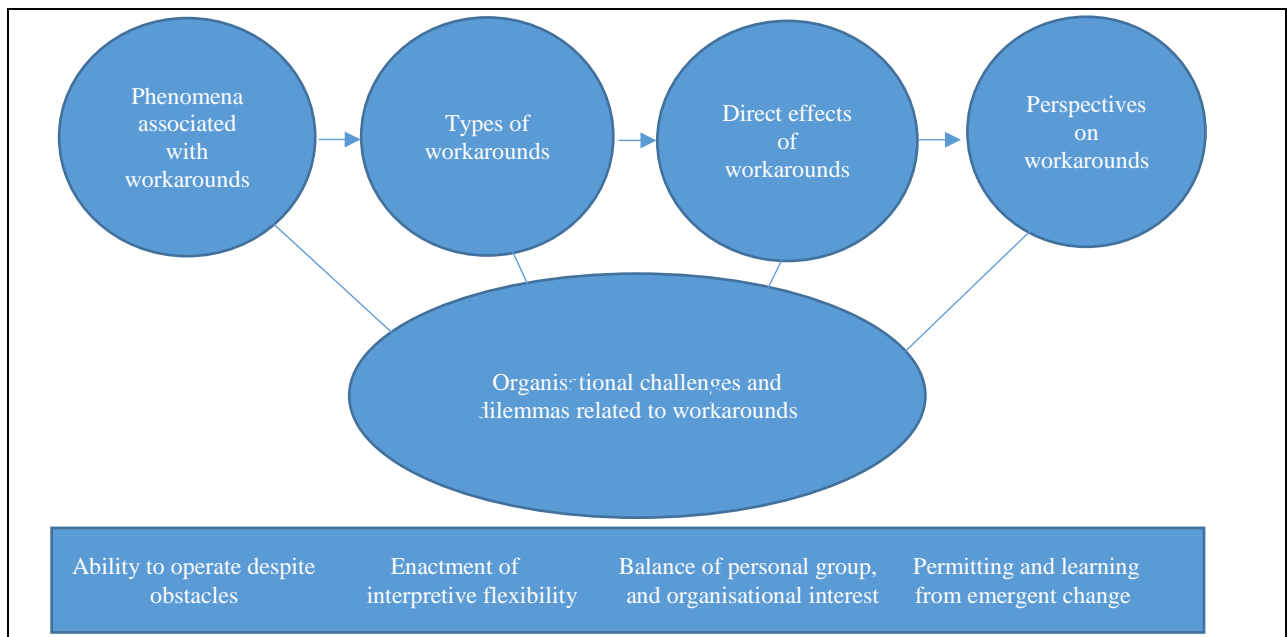 Phenomena
associated
with
workarounds
Types of
workarounds
Direct effects
of
workarounds
Perspectives
on
workarounds
challenges and
related to workarounds
Ability to operate despite
obstacles
Enactment of
interpretive flexibility
Balance of personal group,
and organisational interest
Permitting and learning
from emergent change